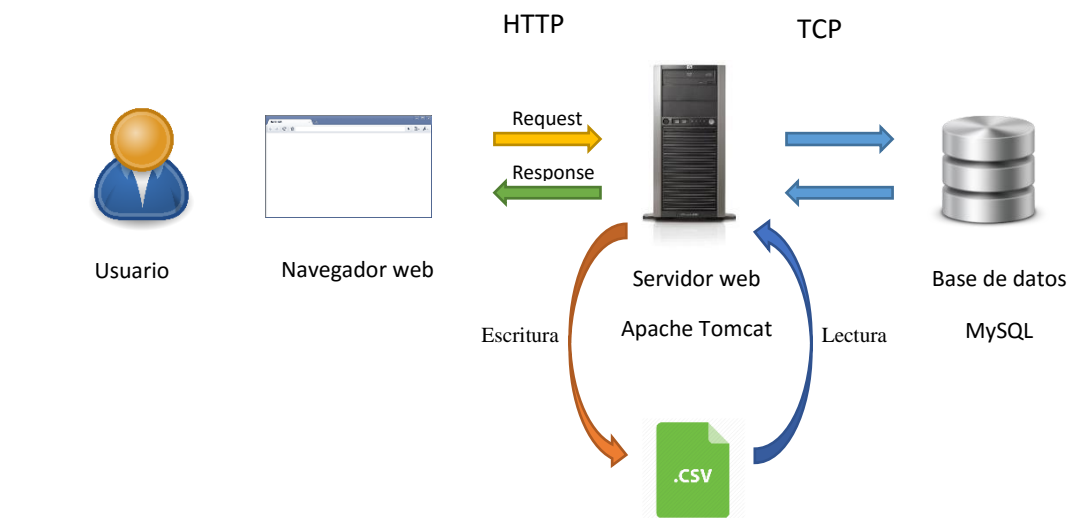 HTTP
TCP
Request
Response
Usuario
Navegador web
Servidor web
Apache Tomcat
Base de datos
MySQL
Escritura
Lectura
.CSV